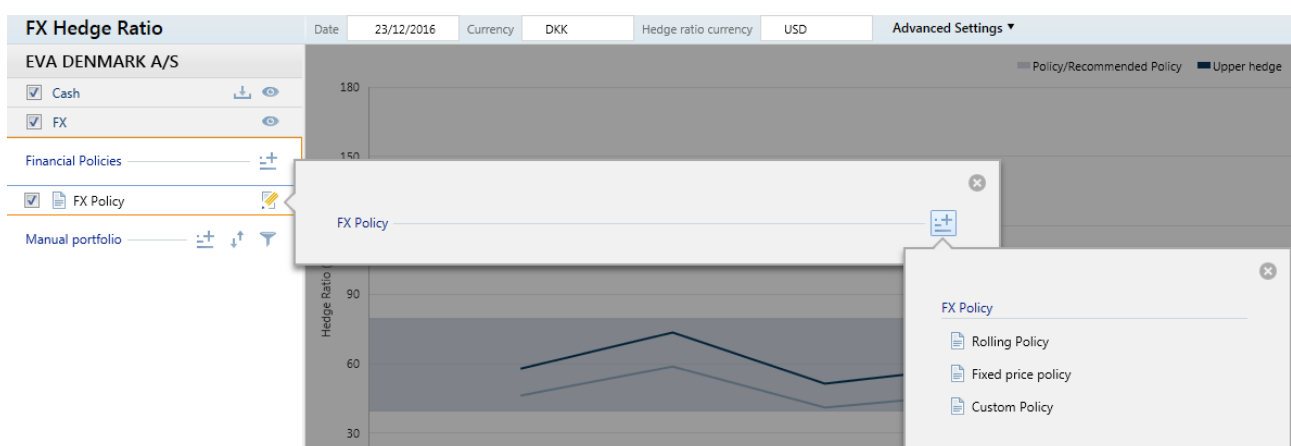 FX Hedge Ratio
Date 23/12/2016 Currency DKK Hedge ratio currency USD Advanced Settings ▼
EVA DENMARK A/S
Policy/Recommended Policy Upper hedge
Cash
180
FX
Financial Policies
150
FX Policy
FX Policy
Manual portfolio
Hedge Ratio (
90
FX Policy
Rolling Policy
60
Fixed price policy
Custom Policy
30